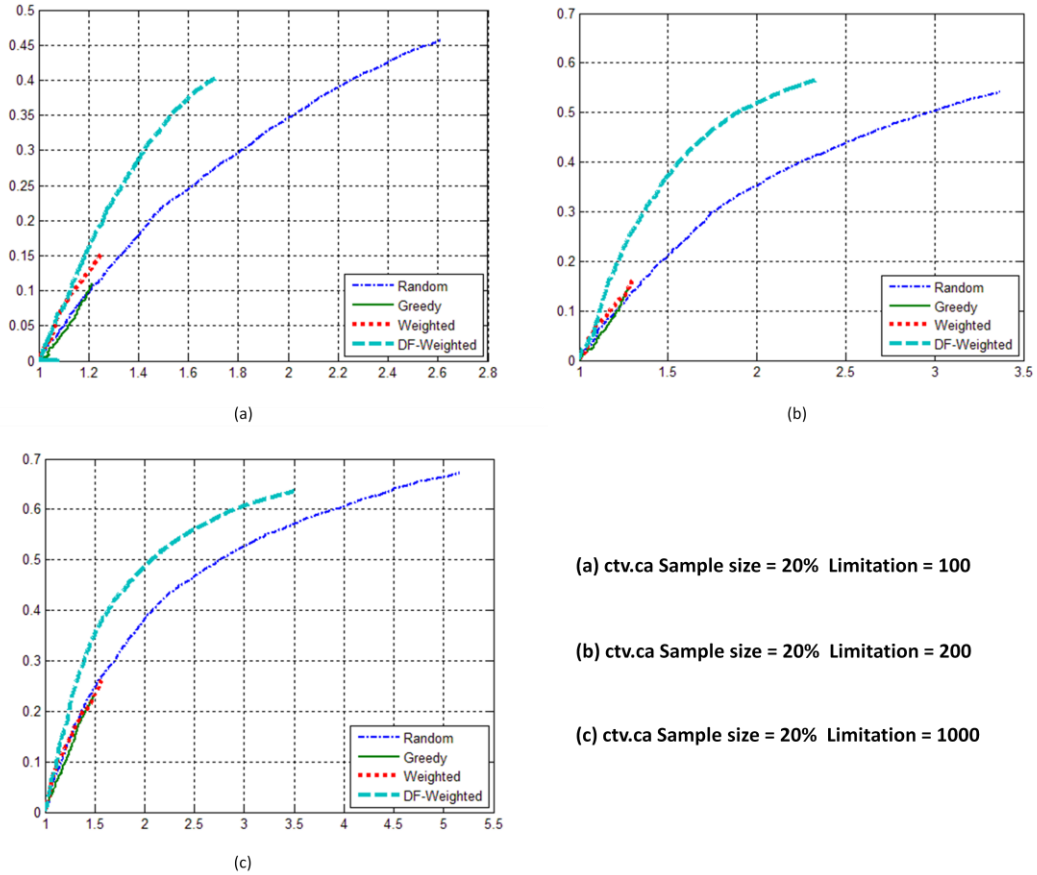 0.5
0.45
0.4
0.35
0.3
0.25
0.2
0.15
0.1
0.05
0
1 1.2 1.4 1.6 1.8 2 2.2 2.4 2.6 2.8
Random
Greedy
Weighted
DF-Weighted
(a)
0.7
0.6
0.5
0.4
0.3
0.2
0.1
0
1 1.5 2 2.5 3 3.5
Random
Greedy
Weighted
DF-Weighted
(b)
0.7
0.6
0.5
0.4
0.3
0.2
0.1
0
1 1.5 2 2.5 3 3.5 4 4.5 5 5.5
Random
Greedy
Weighted
DF-Weighted
(c)
(a) ctv.ca Sample size = 20% Limitation = 100
(b) ctv.ca Sample size = 20% Limitation = 200
(c) ctv.ca Sample size = 20% Limitation = 1000